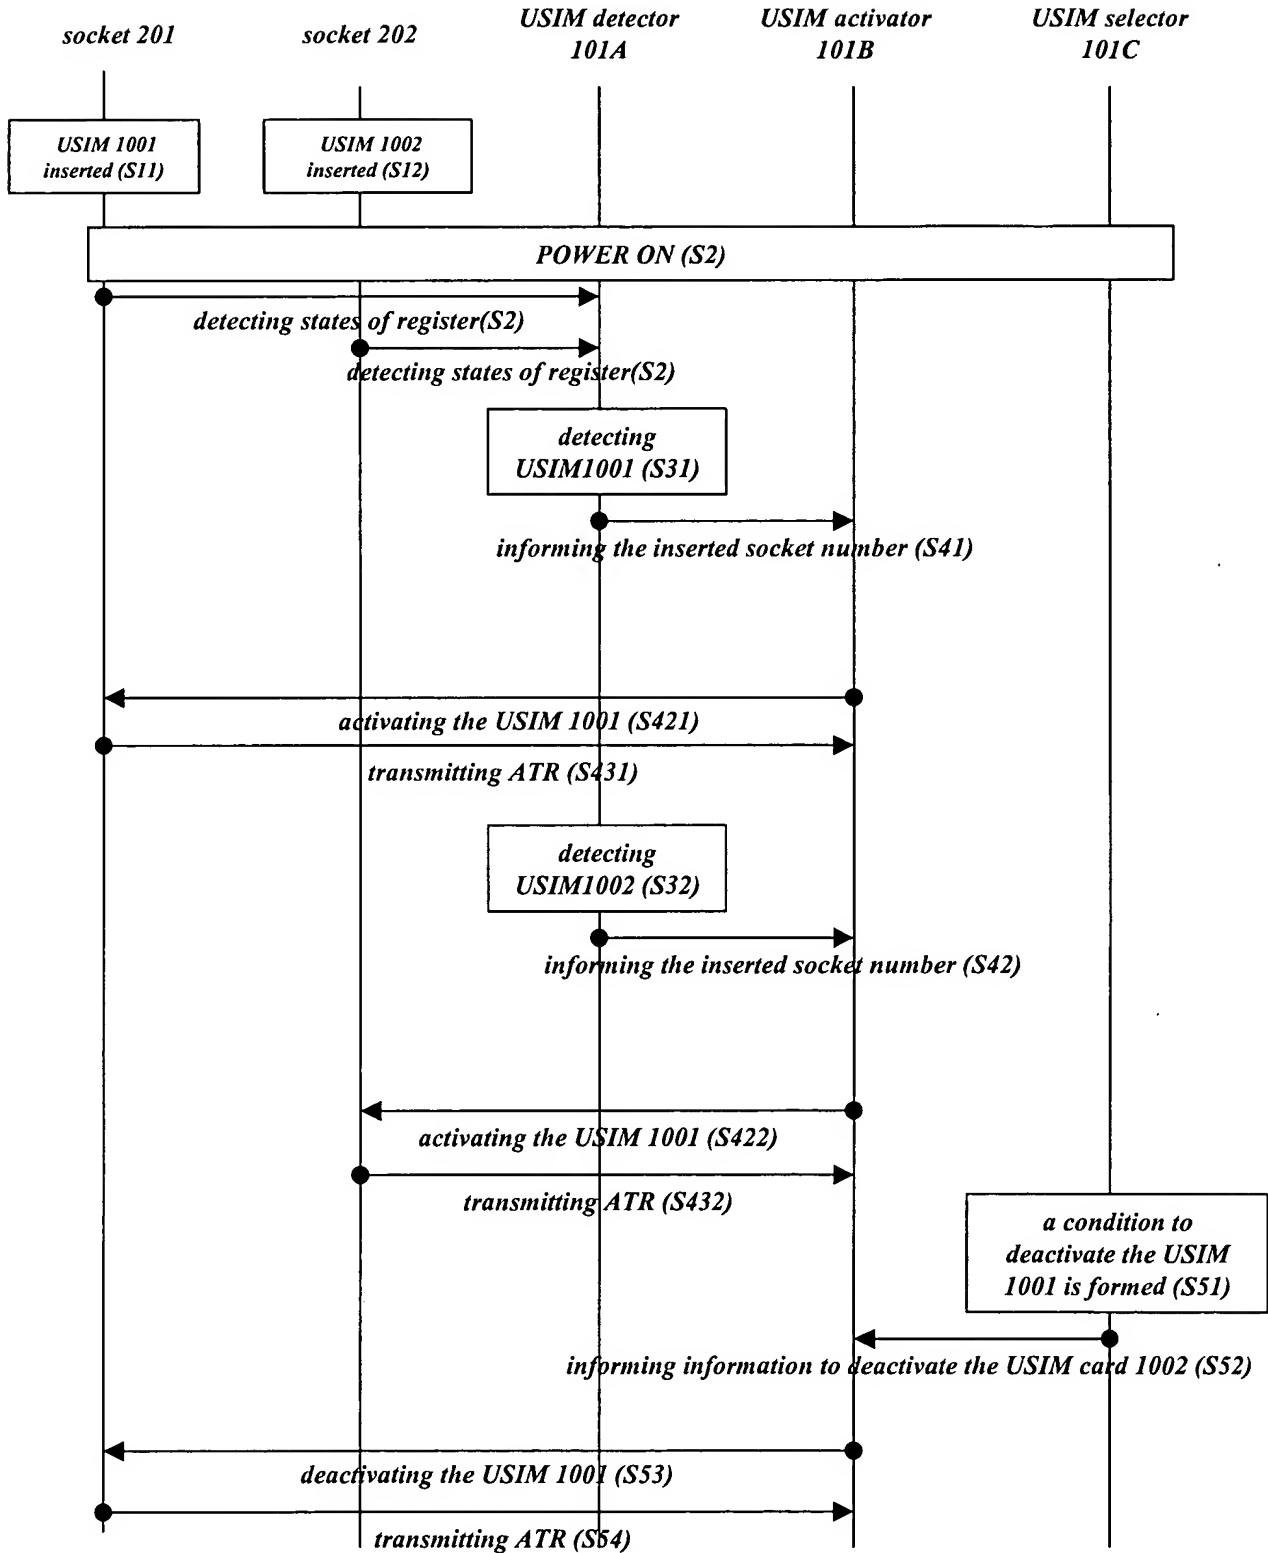 socket 201
socket 202
USIM detector
101A
USIM activator
101B
USIM selector
101C
USIM 1001
inserted (S11)
USIM 1002
inserted (S12)
POWER ON (S2)
detecting states of register(S2)
detecting states of register(S2)
detecting
USIM1001 (S31)
informing the inserted socket number (S41)
activating the USIM 1001 (S421)
transmitting ATR (S431)
detecting
USIM1002 (S32)
informing the inserted socket number (S42)
activating the USIM 1001 (S422)
transmitting ATR (S432)
a condition to
deactivate the USIM
1001 is formed (S51)
informing information to deactivate the USIM card 1002 (S52)
deactivating the USIM 1001 (S53)
transmitting ATR (S54)